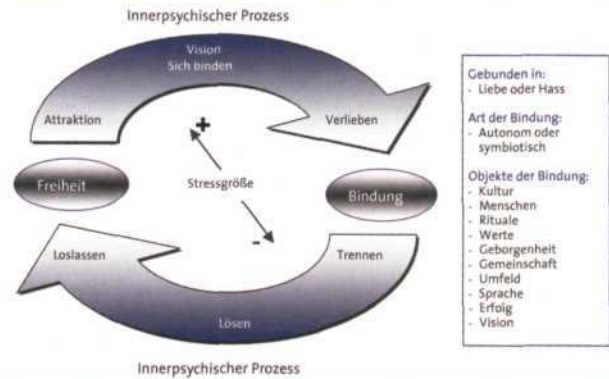 Innerpsychischer Prozess
Vision
Sich binden
Attraktion
Verlieben
+
Freiheit
Stressgröße
Bindung
-
Loslassen
Trennen
Lösen
Innerpsychischer Prozess
Gebunden in:
- Liebe oder Hass
Art der Bindung:
- Autonom oder
symbiotisch
Objekte der Bindung:
- Kultur
- Menschen
- Rituale
- Werte
- Geborgenheit
- Gemeinschaft
- Umfeld
- Sprache
- Erfolg
- Vision